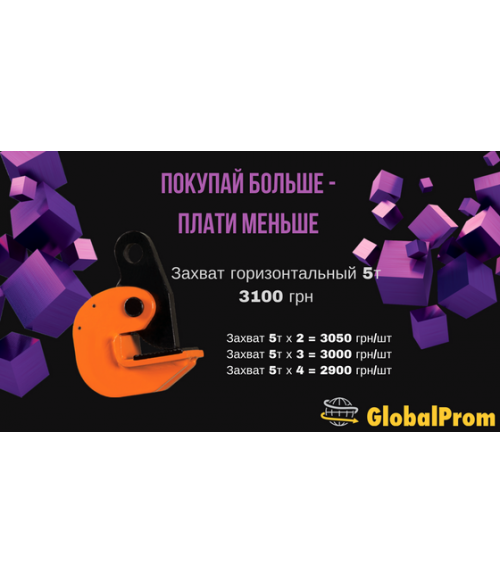 ПОКУПАЙ БОЛЬШЕ -
ПЛАТИ МЕНЬШЕ
Захват горизонтальный 5т
3100 грн
Захват 5т x 2 = 3050 грн/шт
Захват 5т x 3 = 3000 грн/шт
Захват 5т x 4 = 2900 грн/шт
GlobalProm